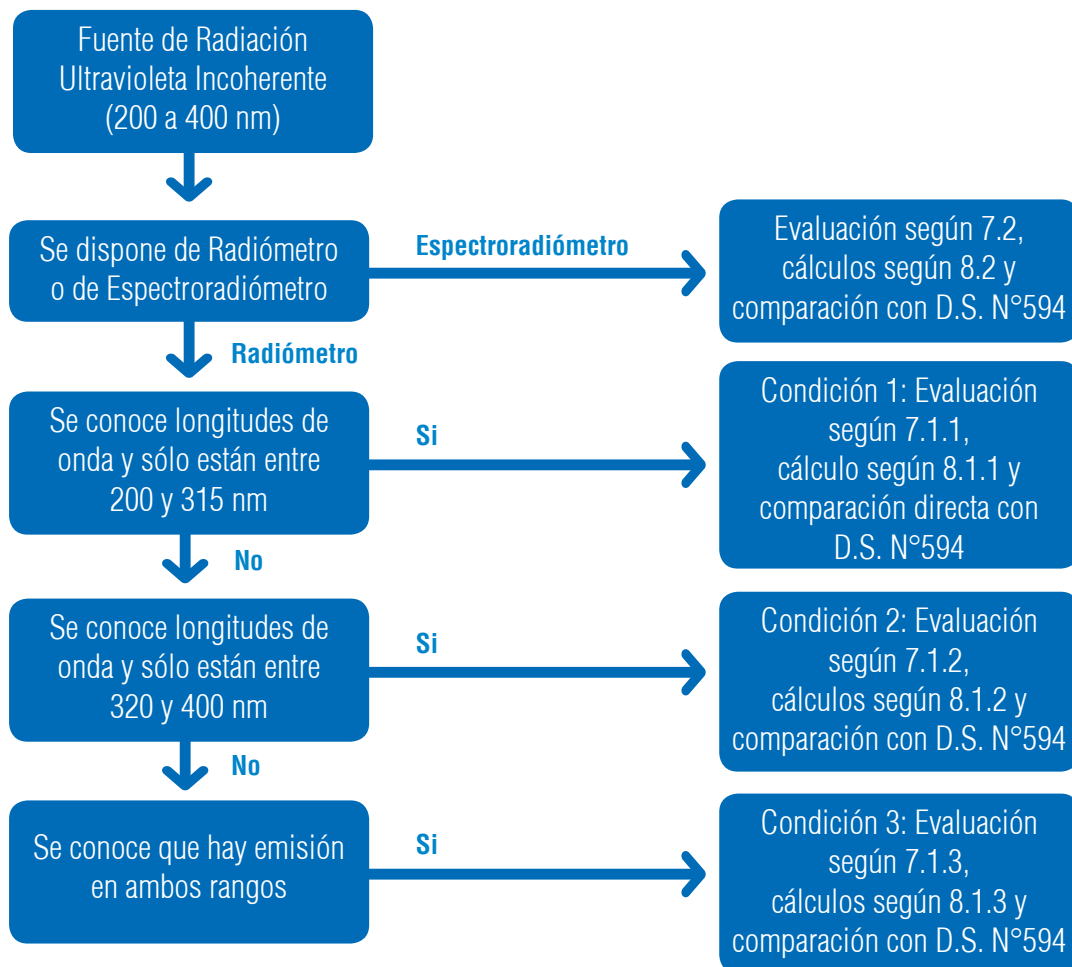 Fuente de Radiación
Ultravioleta Incoherente
(200 a 400 nm)
Se dispone de Radiómetro
o de Espectroradiómetro
Espectroradiómetro
Evaluación según 7.2,
cálculos según 8.2 y
comparación con D.S. N°594
Radiómetro
Se conoce longitudes de
onda y sólo están entre
200 y 315 nm
Si
Condición 1: Evaluación
según 7.1.1,
cálculo según 8.1.1 y
comparación directa con
D.S. N°594
No
Se conoce longitudes de
onda y sólo están entre
320 y 400 nm
Si
Condición 2: Evaluación
según 7.1.2,
cálculos según 8.1.2 y
comparación con D.S. N°594
No
Se conoce que hay emisión
en ambos rangos
Si
Condición 3: Evaluación
según 7.1.3,
cálculos según 8.1.3 y
comparación con D.S. N°594